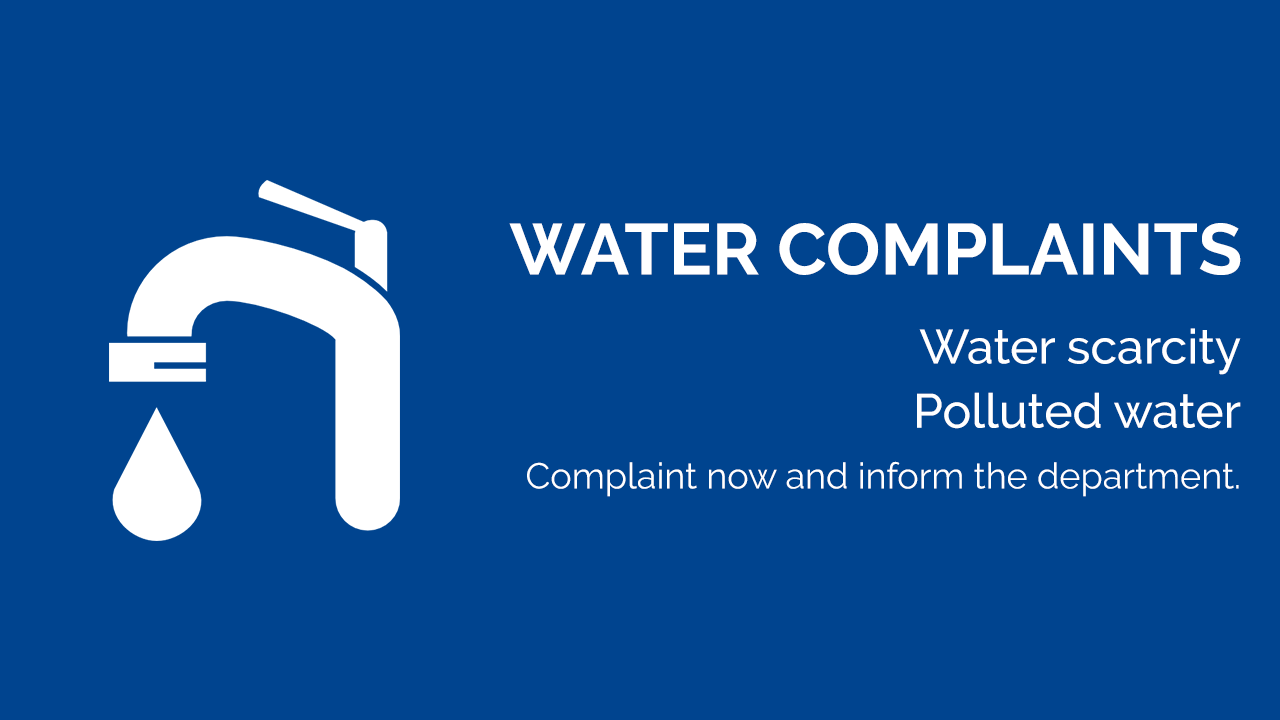 WATER COMPLAINTS
Water scarcity
Polluted water
Complaint now and inform the department.